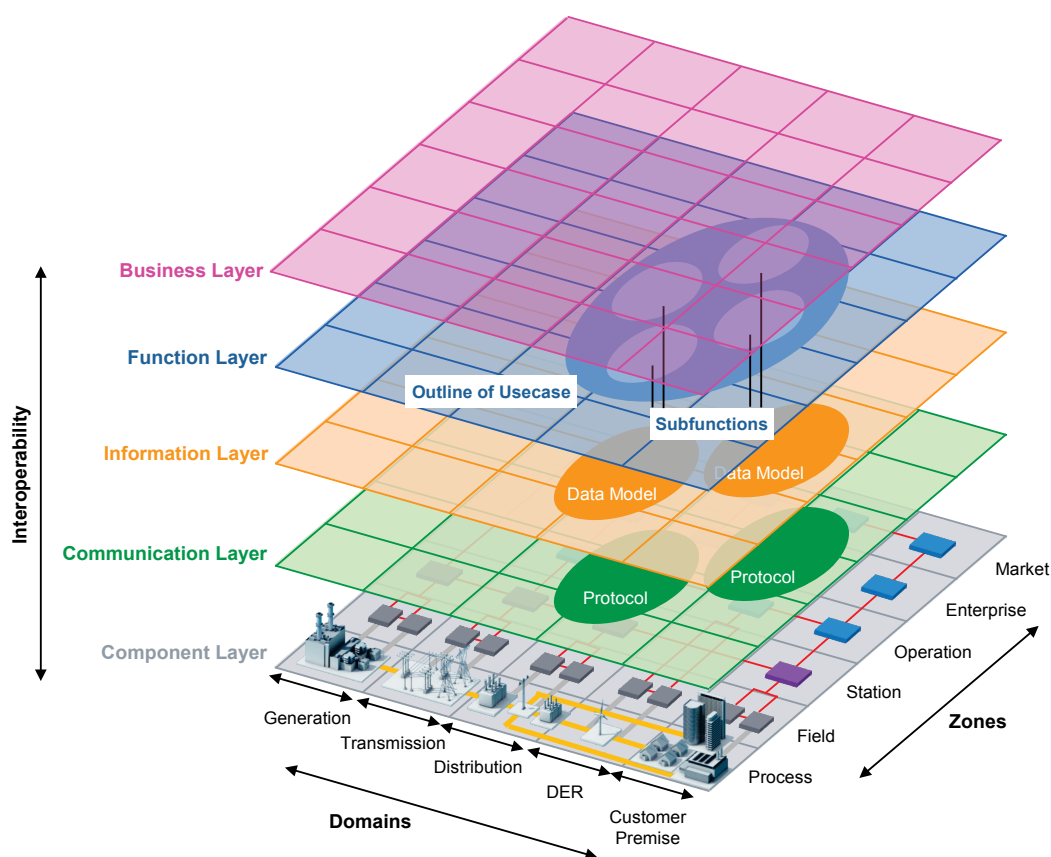 Business Layer
Function Layer
Outline of Usecase
Subfunctions
Information Layer
Data Model
Data Model
Communication Layer
Protocol
Protocol
Component Layer
Interoperability
Generation
Transmission
Distribution
DER
Customer
Premise
Domains
Process
Field
Station
Operation
Enterprise
Market
Zones